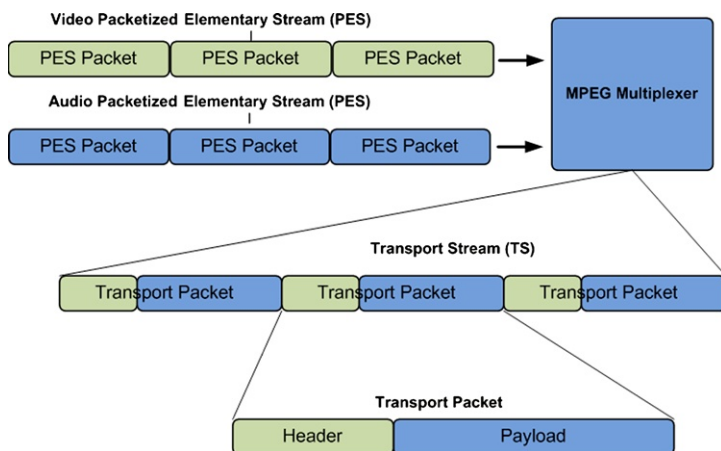 Video Packetized Elementary Stream (PES)
PES Packet PES Packet PES Packet
MPEG Multiplexer
Audio Packetized Elementary Stream (PES)
PES Packet PES Packet PES Packet
Transport Stream (TS)
Transport Packet Transport Packet Transport Packet
Transport Packet
Header Payload